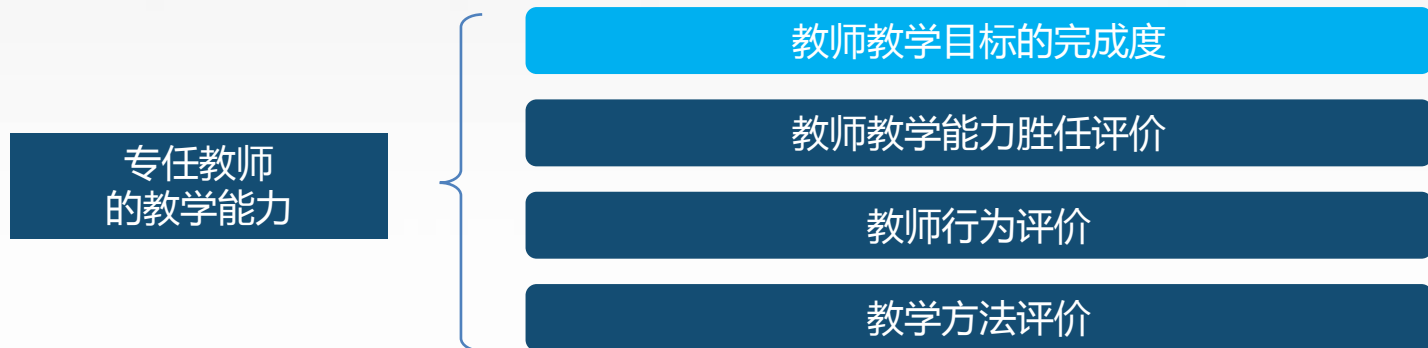 专任教师
的教学能力
教师教学目标的完成度
教师教学能力胜任评价
教师行为评价
教学方法评价